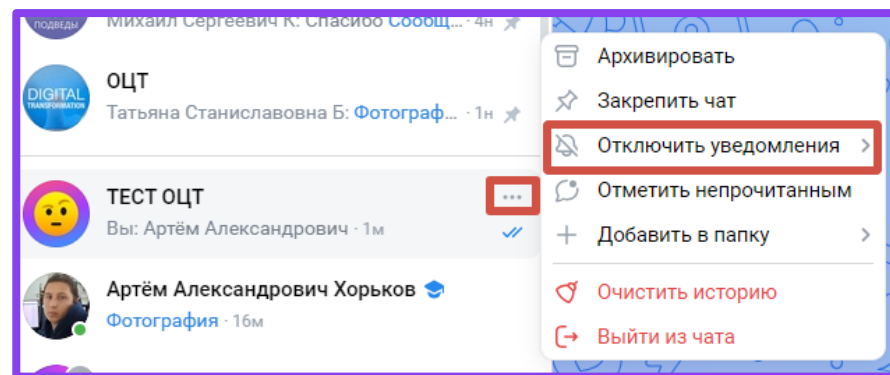 ПОДВЕДЫ
Михаил Сергеевич К: Спасибо Сообщ... · 4н
DIGITAL
TRANSFORMATION
ОЦТ
Татьяна Станиславовна Б: Фотограф... · 1н
ТЕСТ ОЦТ
...
Вы: Артём Александрович · 1м
Артём Александрович Хорьков
Фотография · 16м
Архивировать
Закрепить чат
Отключить уведомления
Отметить непрочитанным
Добавить в папку
Очистить историю
Выйти из чата